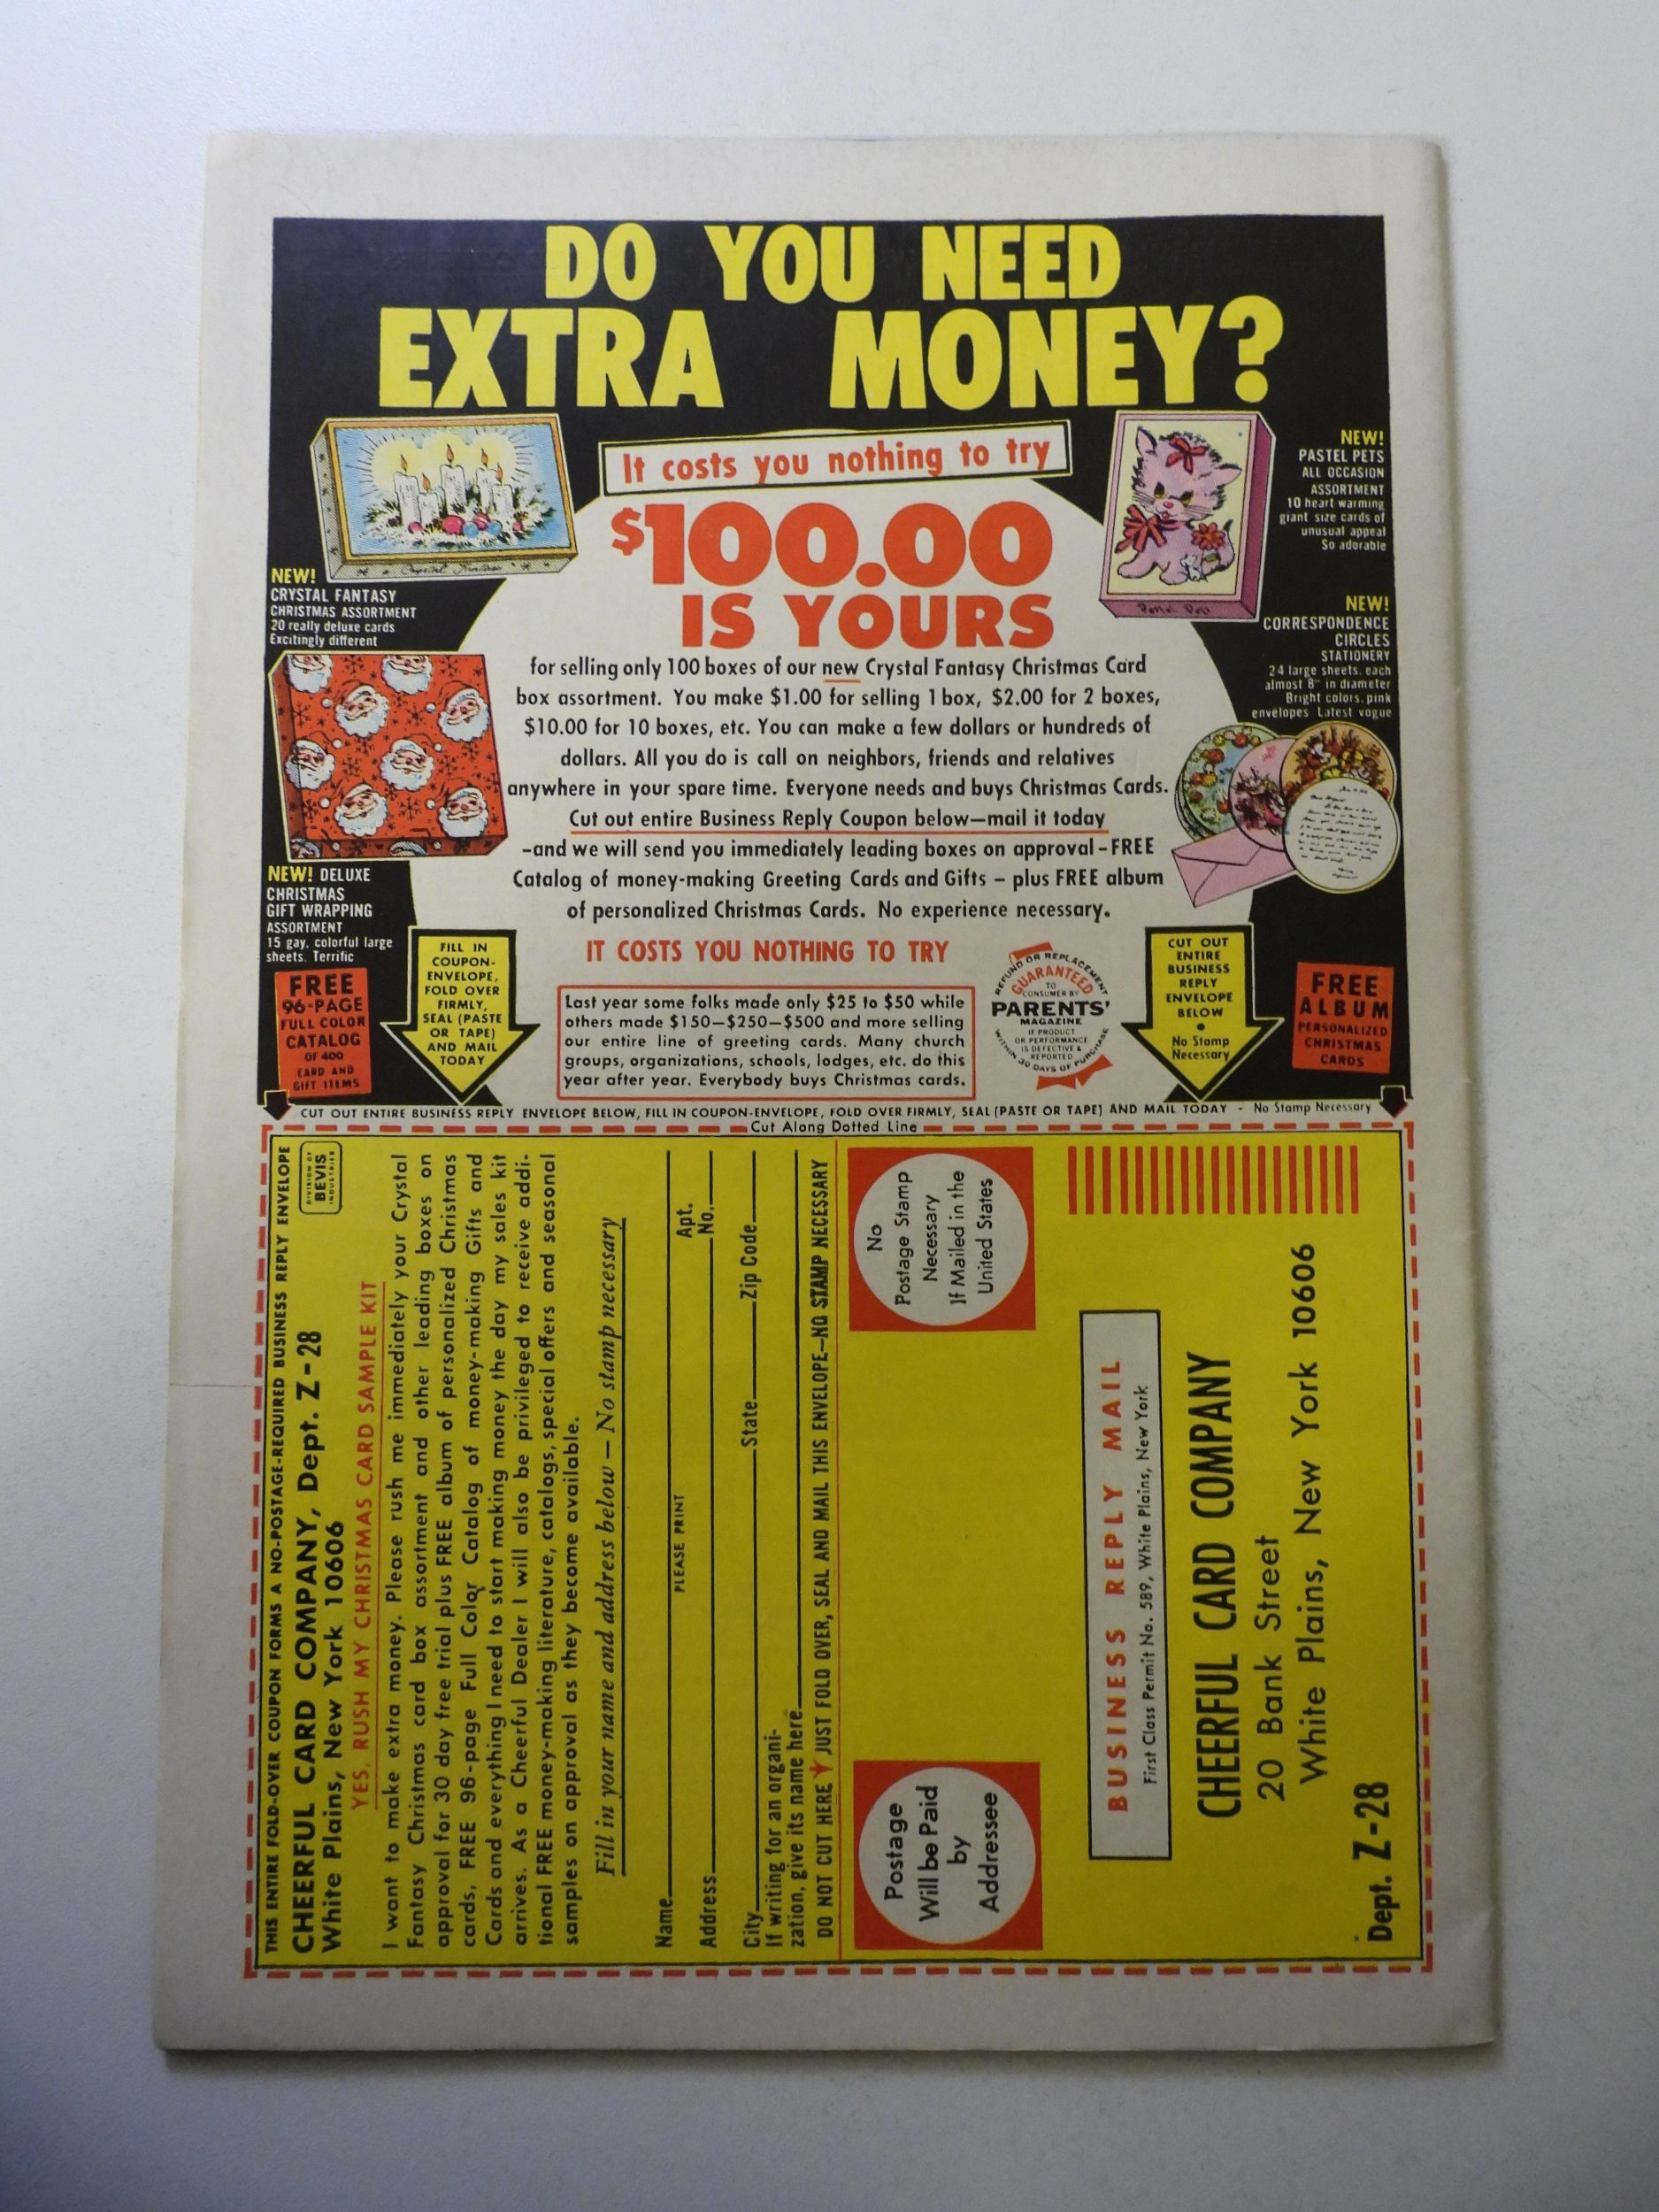 DO YOU NEED
EXTRA MONEY?
It costs you nothing to try
$100.00
IS YOURS
for selling only 100 boxes of our new Crystal Fantasy Christmas Card
box assortment. You make $1.00 for selling 1 box, $2.00 for 2 boxes,
$10.00 for 10 boxes, etc. You can make a few dollars or hundreds of
dollars. All you do is call on neighbors, friends and relatives
anywhere in your spare time. Everyone needs and buys Christmas Cards.
Cut out entire Business Reply Coupon below—mail it today
-and we will send you immediately leading boxes on approval – FREE
Catalog of money-making Greeting Cards and Gifts – plus FREE album
of personalized Christmas Cards. No experience necessary.
IT COSTS YOU NOTHING TO TRY
Crystal Fantasy
NEW!
CRYSTAL FANTASY
CHRISTMAS ASSORTMENT
20 really deluxe cards
Excitingly different
NEW! DELUXE
CHRISTMAS
GIFT WRAPPING
ASSORTMENT
15 gay, colorful large
sheets. Terrific
NEW!
PASTEL PETS
ALL OCCASION
ASSORTMENT
10 heart warming
giant size cards of
unusual appeal
So adorable
NEW!
CORRESPONDENCE
CIRCLES
STATIONERY
24 large sheets, each
almost 8" in diameter
Bright colors, pink
envelopes Latest vogue
FREE
96-PAGE
FULL COLOR
CATALOG
OF 400
CARD AND
GIFT ITEMS
FILL IN
COUPON-
ENVELOPE,
FOLD OVER
FIRMLY,
SEAL (PASTE
OR TAPE)
AND MAIL
TODAY
Last year some folks made only $25 to $50 while
others made $150—$250—$500 and more selling
our entire line of greeting cards. Many church
groups, organizations, schools, lodges, etc. do this
year after year. Everybody buys Christmas cards.
REFUND OR REPLACEMENT
GUARANTEED
TO
CONSUMER BY
PARENTS'
MAGAZINE
IF PRODUCT
OR PERFORMANCE
IS DEFECTIVE &
REPORTED
WITHIN 30 DAYS OF PURCHASE
CUT OUT
ENTIRE
BUSINESS
REPLY
ENVELOPE
BELOW
•
No Stamp
Necessary
FREE
ALBUM
PERSONALIZED
CHRISTMAS
CARDS
CUT OUT ENTIRE BUSINESS REPLY ENVELOPE BELOW, FILL IN COUPON-ENVELOPE, FOLD OVER FIRMLY, SEAL (PASTE OR TAPE) AND MAIL TODAY - No Stamp Necessary
Cut Along Dotted Line
THIS ENTIRE FOLD-OVER COUPON FORMS A NO-POSTAGE-REQUIRED BUSINESS REPLY ENVELOPE
CHEERFUL CARD COMPANY, Dept. Z-28
White Plains, New York 10606
DIVISION OF
BEVIS
INDUSTRIES
YES, RUSH MY CHRISTMAS CARD SAMPLE KIT
I want to make extra money. Please rush me immediately your Crystal
Fantasy Christmas card box assortment and other leading boxes on
approval for 30 day free trial plus FREE album of personalized Christmas
cards, FREE 96-page Full Color Catalog of money-making Gifts and
Cards and everything I need to start making money the day my sales kit
arrives. As a Cheerful Dealer I will also be privileged to receive addi-
tional FREE money-making literature, catalogs, special offers and seasonal
samples on approval as they become available.
Fill in your name and address below — No stamp necessary
Name
PLEASE PRINT
Address Apt. No.
City State Zip Code
If writing for an organi-
zation, give its name here
DO NOT CUT HERE JUST FOLD OVER, SEAL AND MAIL THIS ENVELOPE—NO STAMP NECESSARY
Postage
Will be Paid
by
Addressee
No
Postage Stamp
Necessary
If Mailed in the
United States
BUSINESS REPLY MAIL
First Class Permit No. 589, White Plains, New York
CHEERFUL CARD COMPANY
20 Bank Street
White Plains, New York 10606
Dept. Z-28